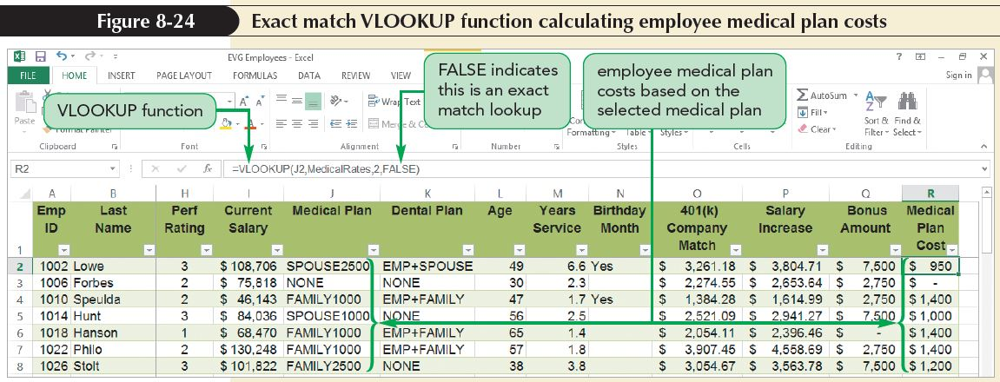 Figure 8-24 Exact match VLOOKUP function calculating employee medical plan costs
EVG Employees - Excel
FILE HOME INSERT PAGE LAYOUT FORMULAS DATA REVIEW VIEW Sign in
VLOOKUP function
FALSE indicates
this is an exact
match lookup
employee medical plan
costs based on the
selected medical plan
Paste
Wrap Text
Merge & C
Formatting Table Styles
AutoSum
Fill
Clear
Sort & Find &
Filter Select
Clipboard Font Alignment Number Styles Cells Editing
R2 fx =VLOOKUP(J2,MedicalRates,2,FALSE)
A B H I J K L M N O P Q R
1 Emp ID Last Name Perf Rating Current Salary Medical Plan Dental Plan Age Years Service Birthday Month 401(k) Company Match Salary Increase Bonus Amount Medical Plan Cost
2 1002 Lowe 3 $ 108,706 SPOUSE2500 EMP+SPOUSE 49 6.6 Yes $ 3,261.18 $ 3,804.71 $ 7,500 $ 950
3 1006 Forbes 2 $ 75,818 NONE NONE 30 2.3 $ 2,274.55 $ 2,653.64 $ 2,750 $ -
4 1010 Speulda 2 $ 46,143 FAMILY1000 EMP+FAMILY 47 1.7 Yes $ 1,384.28 $ 1,614.99 $ 2,750 $ 1,400
5 1014 Hunt 3 $ 84,036 SPOUSE1000 NONE 56 2.5 $ 2,521.09 $ 2,941.27 $ 7,500 $ 1,000
6 1018 Hanson 1 $ 68,470 FAMILY1000 EMP+FAMILY 65 1.4 $ 2,054.11 $ 2,396.46 $ - $ 1,400
7 1022 Philo 2 $ 130,248 FAMILY1000 EMP+FAMILY 57 1.8 $ 3,907.45 $ 4,558.69 $ 2,750 $ 1,400
8 1026 Stolt 3 $ 101,822 FAMILY2500 NONE 38 3.8 $ 3,054.67 $ 3,563.78 $ 7,500 $ 1,200